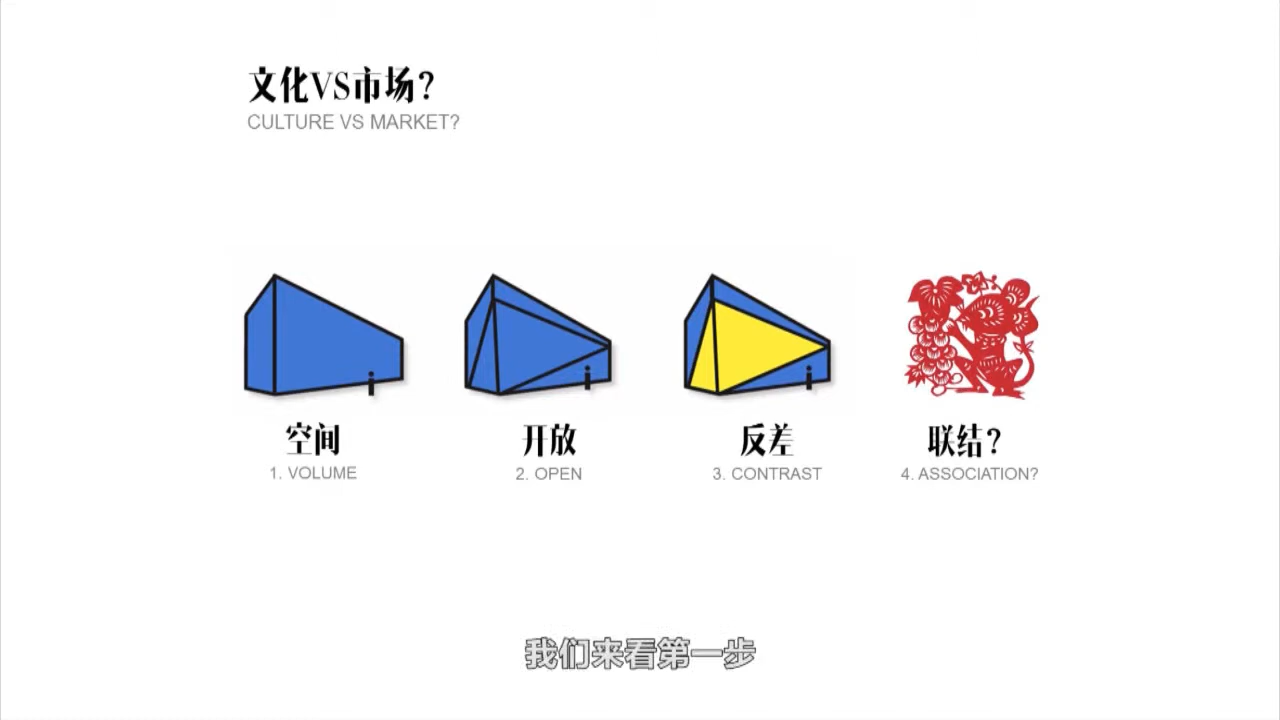 文化VS市场？
CULTURE VS MARKET?
空间
1. VOLUME
开放
2. OPEN
反差
3. CONTRAST
联结？
4. ASSOCIATION?
我们来看第一步